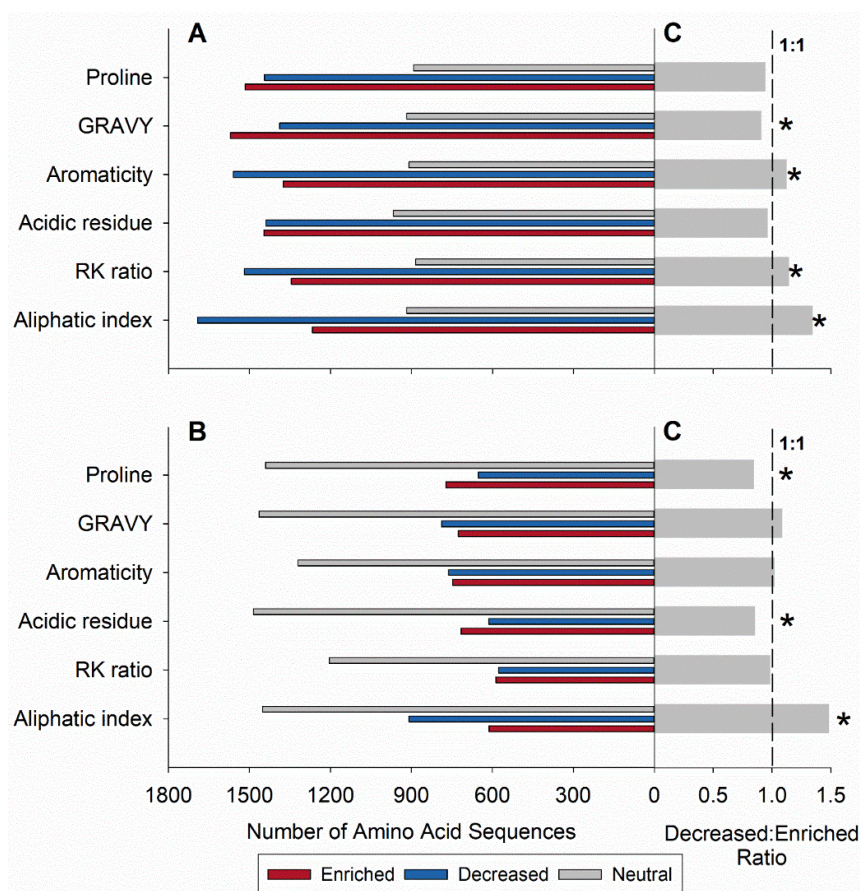 A
C
1:1
Proline
GRAVY
*
Aromaticity
*
Acidic residue
RK ratio
*
Aliphatic index
*
B
C
1:1
Proline
*
GRAVY
Aromaticity
Acidic residue
*
RK ratio
Aliphatic index
*
1800 1500 1200 900 600 300 0 0.5 1.0 1.5
Number of Amino Acid Sequences
Decreased:Enriched
Ratio
Enriched Decreased Neutral